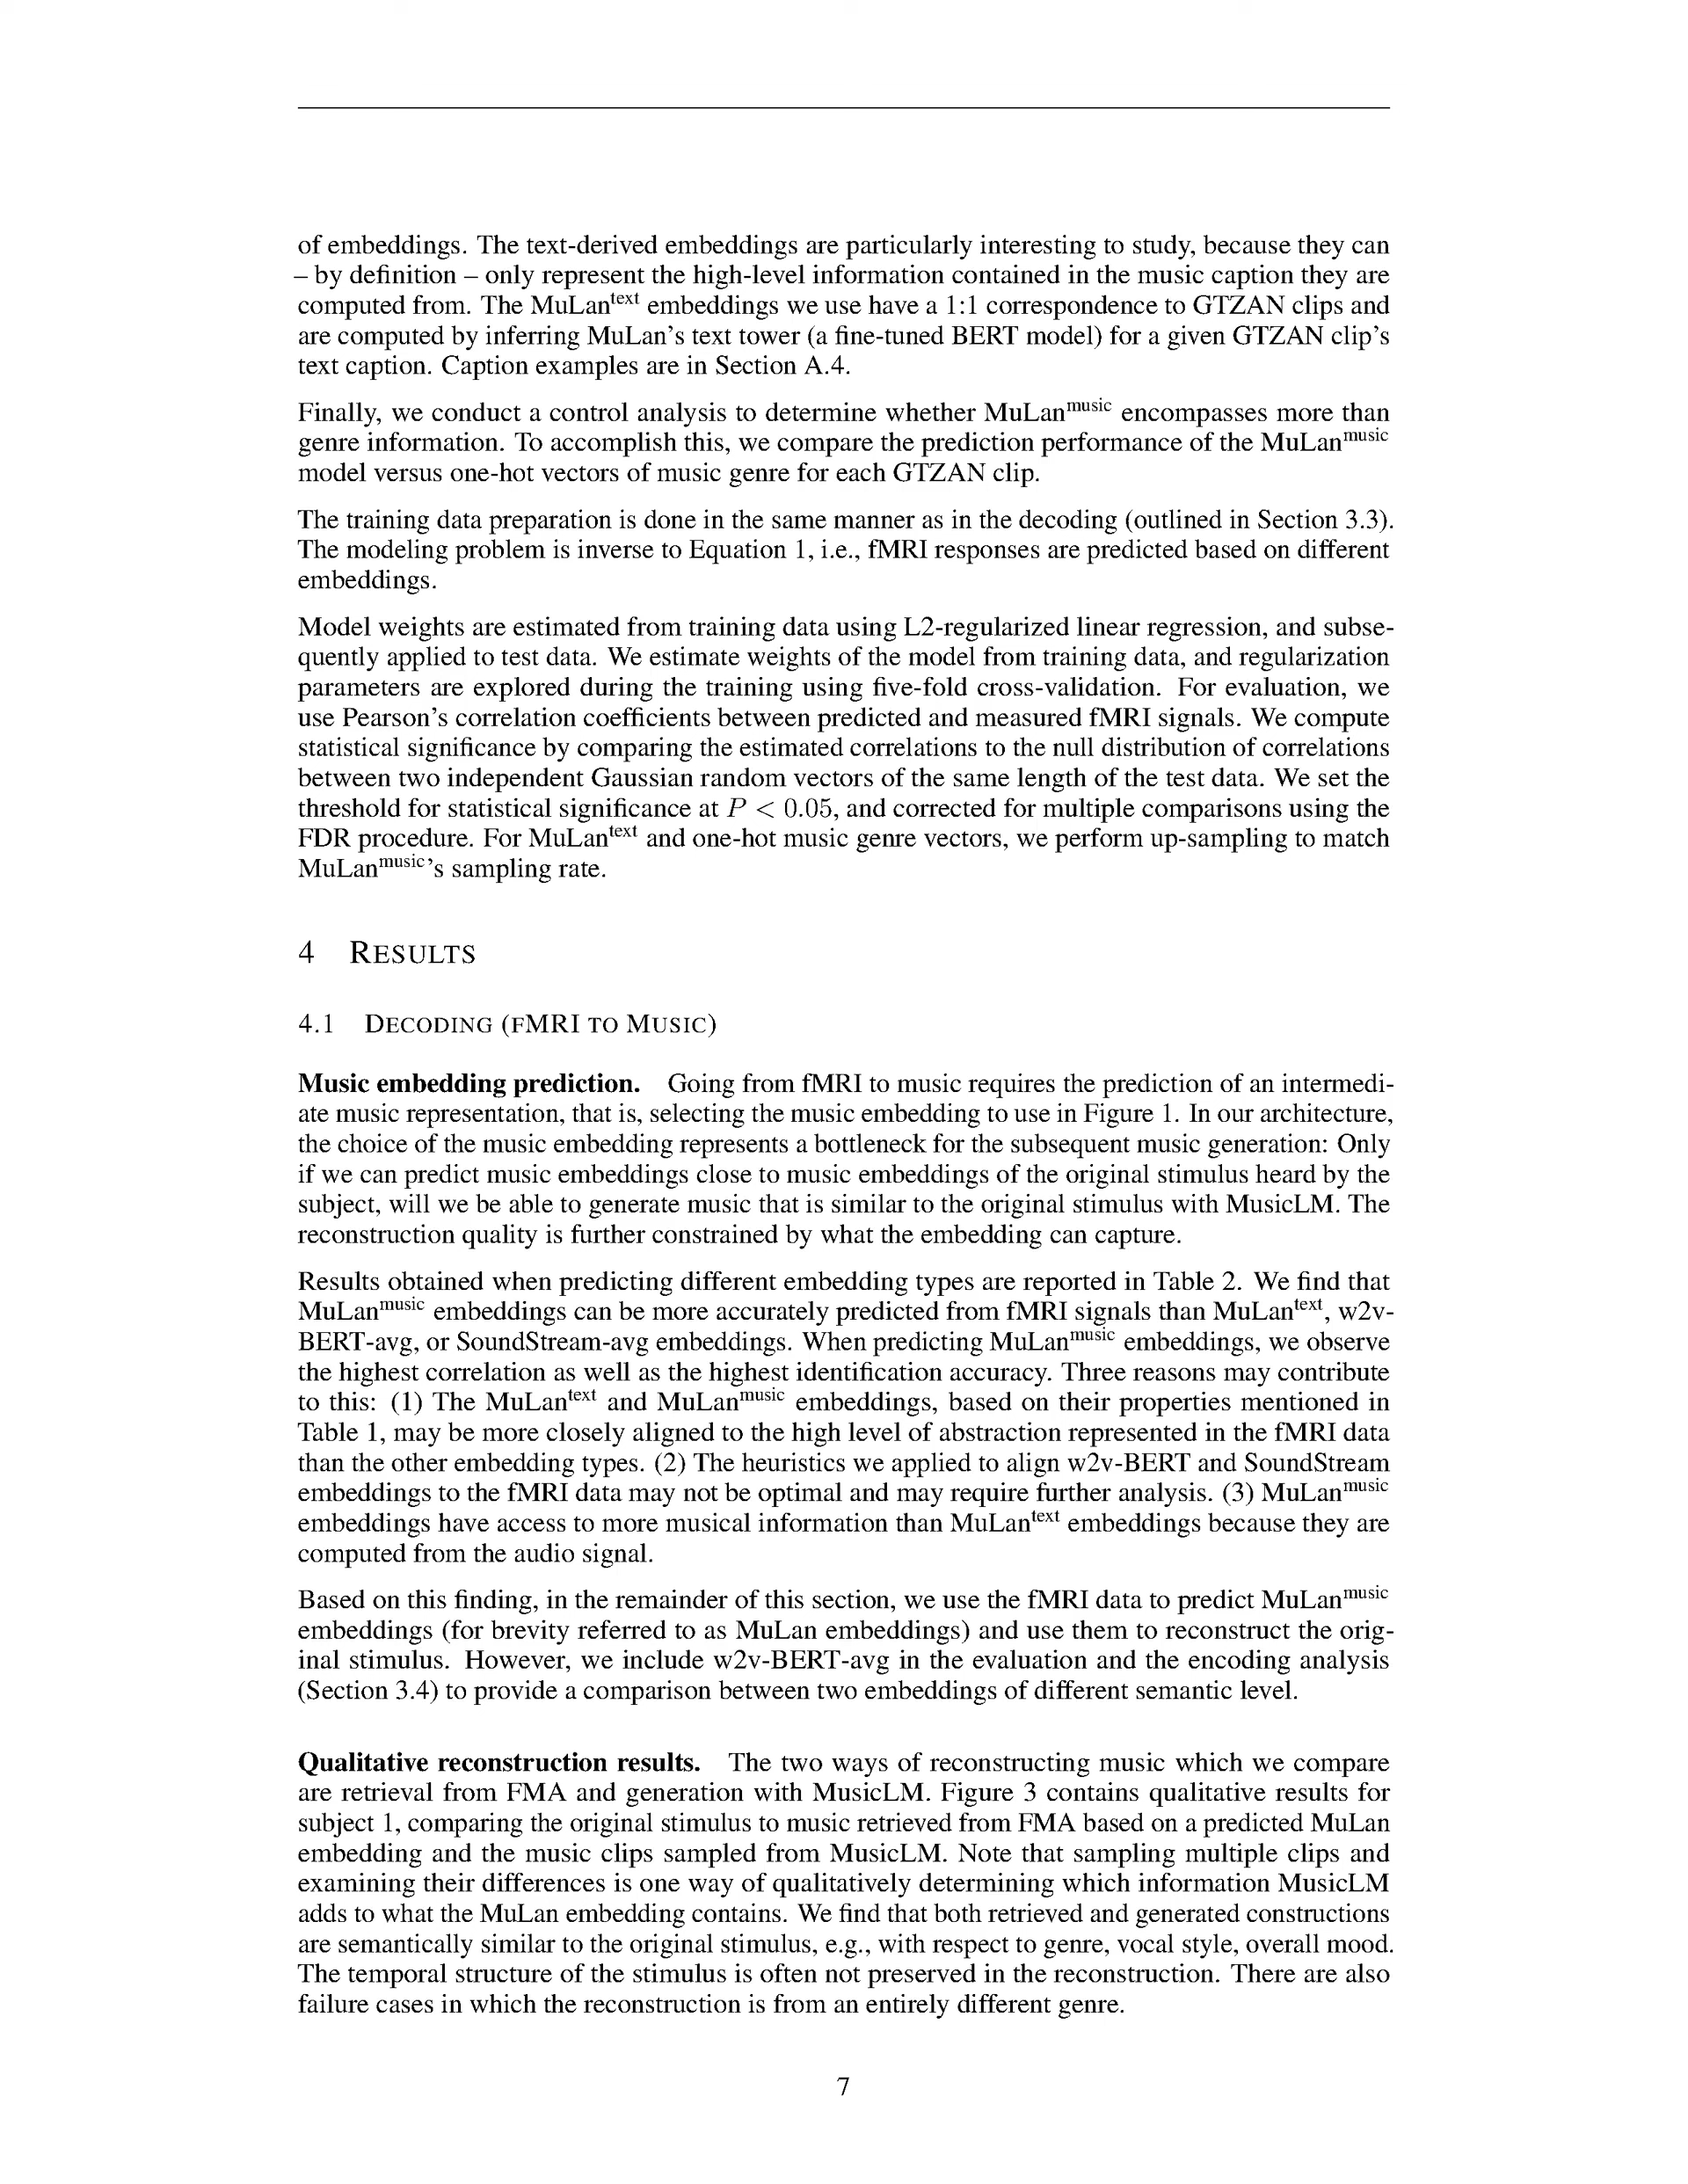 of embeddings. The text-derived embeddings are particularly interesting to study, because they can
– by definition – only represent the high-level information contained in the music caption they are
computed from. The MuLan^text embeddings we use have a 1:1 correspondence to GTZAN clips and
are computed by inferring MuLan's text tower (a fine-tuned BERT model) for a given GTZAN clip's
text caption. Caption examples are in Section A.4.
Finally, we conduct a control analysis to determine whether MuLan^music encompasses more than
genre information. To accomplish this, we compare the prediction performance of the MuLan^music
model versus one-hot vectors of music genre for each GTZAN clip.
The training data preparation is done in the same manner as in the decoding (outlined in Section 3.3).
The modeling problem is inverse to Equation 1, i.e., fMRI responses are predicted based on different
embeddings.
Model weights are estimated from training data using L2-regularized linear regression, and subse-
quently applied to test data. We estimate weights of the model from training data, and regularization
parameters are explored during the training using five-fold cross-validation. For evaluation, we
use Pearson's correlation coefficients between predicted and measured fMRI signals. We compute
statistical significance by comparing the estimated correlations to the null distribution of correlations
between two independent Gaussian random vectors of the same length of the test data. We set the
threshold for statistical significance at P < 0.05, and corrected for multiple comparisons using the
FDR procedure. For MuLan^text and one-hot music genre vectors, we perform up-sampling to match
MuLan^music's sampling rate.
4 RESULTS
4.1 DECODING (FMRI TO MUSIC)
Music embedding prediction. Going from fMRI to music requires the prediction of an intermedi-
ate music representation, that is, selecting the music embedding to use in Figure 1. In our architecture,
the choice of the music embedding represents a bottleneck for the subsequent music generation: Only
if we can predict music embeddings close to music embeddings of the original stimulus heard by the
subject, will we be able to generate music that is similar to the original stimulus with MusicLM. The
reconstruction quality is further constrained by what the embedding can capture.
Results obtained when predicting different embedding types are reported in Table 2. We find that
MuLan^music embeddings can be more accurately predicted from fMRI signals than MuLan^text, w2v-
BERT-avg, or SoundStream-avg embeddings. When predicting MuLan^music embeddings, we observe
the highest correlation as well as the highest identification accuracy. Three reasons may contribute
to this: (1) The MuLan^text and MuLan^music embeddings, based on their properties mentioned in
Table 1, may be more closely aligned to the high level of abstraction represented in the fMRI data
than the other embedding types. (2) The heuristics we applied to align w2v-BERT and SoundStream
embeddings to the fMRI data may not be optimal and may require further analysis. (3) MuLan^music
embeddings have access to more musical information than MuLan^text embeddings because they are
computed from the audio signal.
Based on this finding, in the remainder of this section, we use the fMRI data to predict MuLan^music
embeddings (for brevity referred to as MuLan embeddings) and use them to reconstruct the orig-
inal stimulus. However, we include w2v-BERT-avg in the evaluation and the encoding analysis
(Section 3.4) to provide a comparison between two embeddings of different semantic level.
Qualitative reconstruction results. The two ways of reconstructing music which we compare
are retrieval from FMA and generation with MusicLM. Figure 3 contains qualitative results for
subject 1, comparing the original stimulus to music retrieved from FMA based on a predicted MuLan
embedding and the music clips sampled from MusicLM. Note that sampling multiple clips and
examining their differences is one way of qualitatively determining which information MusicLM
adds to what the MuLan embedding contains. We find that both retrieved and generated constructions
are semantically similar to the original stimulus, e.g., with respect to genre, vocal style, overall mood.
The temporal structure of the stimulus is often not preserved in the reconstruction. There are also
failure cases in which the reconstruction is from an entirely different genre.
7